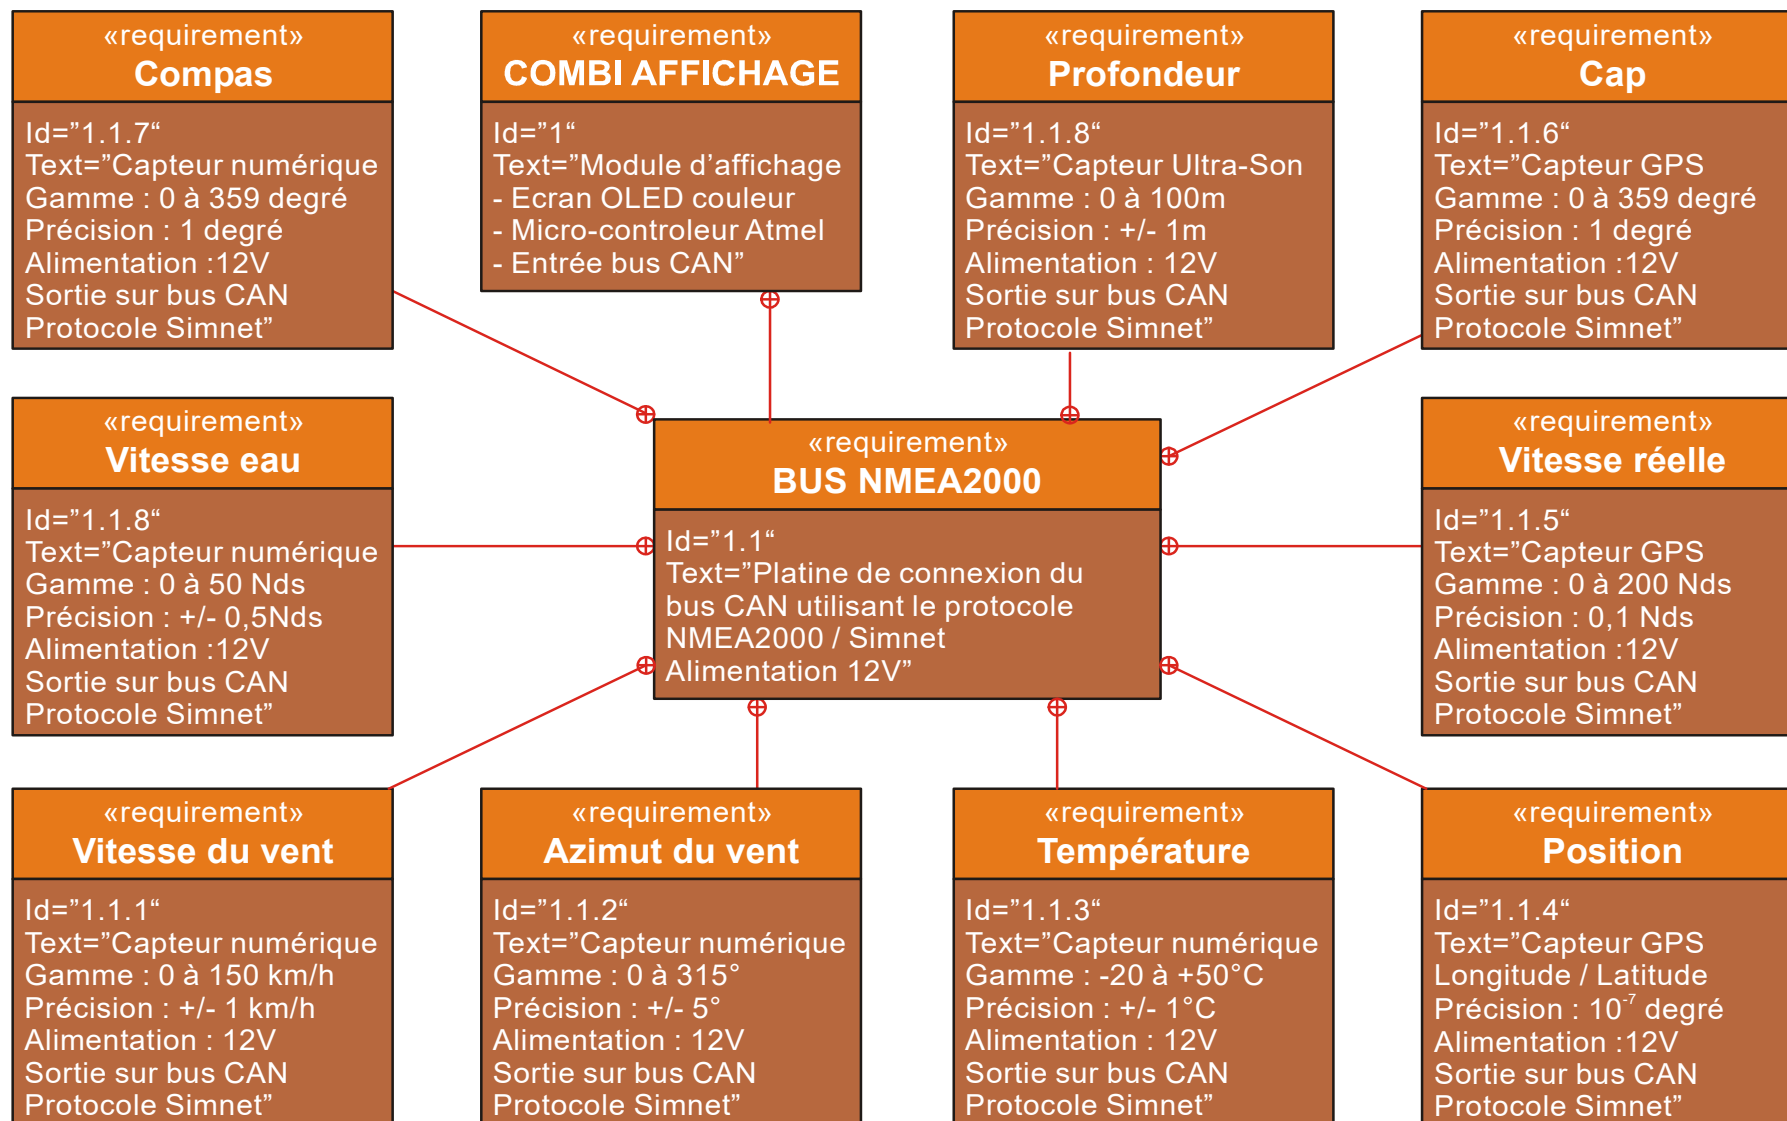 «requirement»
Compas
Id=”1.1.7“
Text=”Capteur numérique
Gamme : 0 à 359 degré
Précision : 1 degré
Alimentation :12V
Sortie sur bus CAN
Protocole Simnet”
«requirement»
COMBI AFFICHAGE
Id=”1“
Text=”Module d’affichage
- Ecran OLED couleur
- Micro-controleur Atmel
- Entrée bus CAN”
«requirement»
Profondeur
Id=”1.1.8“
Text=”Capteur Ultra-Son
Gamme : 0 à 100m
Précision : +/- 1m
Alimentation : 12V
Sortie sur bus CAN
Protocole Simnet”
«requirement»
Cap
Id=”1.1.6“
Text=”Capteur GPS
Gamme : 0 à 359 degré
Précision : 1 degré
Alimentation :12V
Sortie sur bus CAN
Protocole Simnet”
«requirement»
Vitesse eau
Id=”1.1.8“
Text=”Capteur numérique
Gamme : 0 à 50 Nds
Précision : +/- 0,5Nds
Alimentation :12V
Sortie sur bus CAN
Protocole Simnet”
«requirement»
BUS NMEA2000
Id=”1.1“
Text=”Platine de connexion du
bus CAN utilisant le protocole
NMEA2000 / Simnet
Alimentation 12V”
«requirement»
Vitesse réelle
Id=”1.1.5“
Text=”Capteur GPS
Gamme : 0 à 200 Nds
Précision : 0,1 Nds
Alimentation :12V
Sortie sur bus CAN
Protocole Simnet”
«requirement»
Vitesse du vent
Id=”1.1.1“
Text=”Capteur numérique
Gamme : 0 à 150 km/h
Précision : +/- 1 km/h
Alimentation : 12V
Sortie sur bus CAN
Protocole Simnet”
«requirement»
Azimut du vent
Id=”1.1.2“
Text=”Capteur numérique
Gamme : 0 à 315°
Précision : +/- 5°
Alimentation : 12V
Sortie sur bus CAN
Protocole Simnet”
«requirement»
Température
Id=”1.1.3“
Text=”Capteur numérique
Gamme : -20 à +50°C
Précision : +/- 1°C
Alimentation : 12V
Sortie sur bus CAN
Protocole Simnet”
«requirement»
Position
Id=”1.1.4“
Text=”Capteur GPS
Longitude / Latitude
Précision : 10⁻⁷ degré
Alimentation :12V
Sortie sur bus CAN
Protocole Simnet”